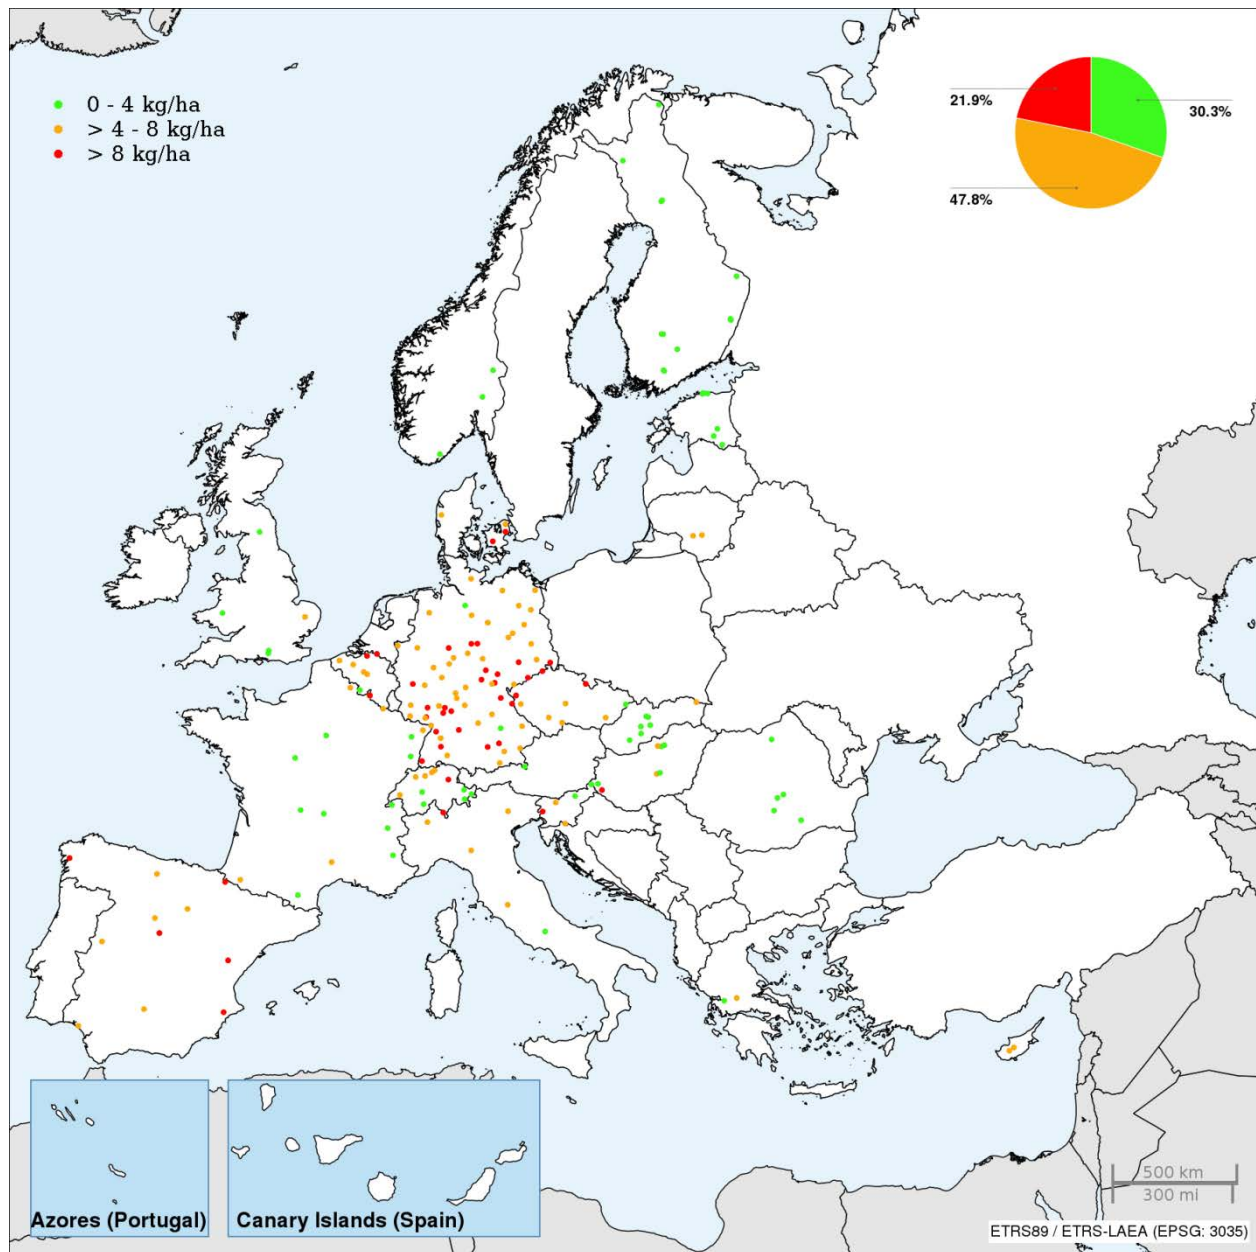 0 - 4 kg/ha
> 4 - 8 kg/ha
> 8 kg/ha
21.9%
30.3%
47.8%
500 km
300 mi
Azores (Portugal)
Canary Islands (Spain)
ETRS89 / ETRS-LAEA (EPSG: 3035)